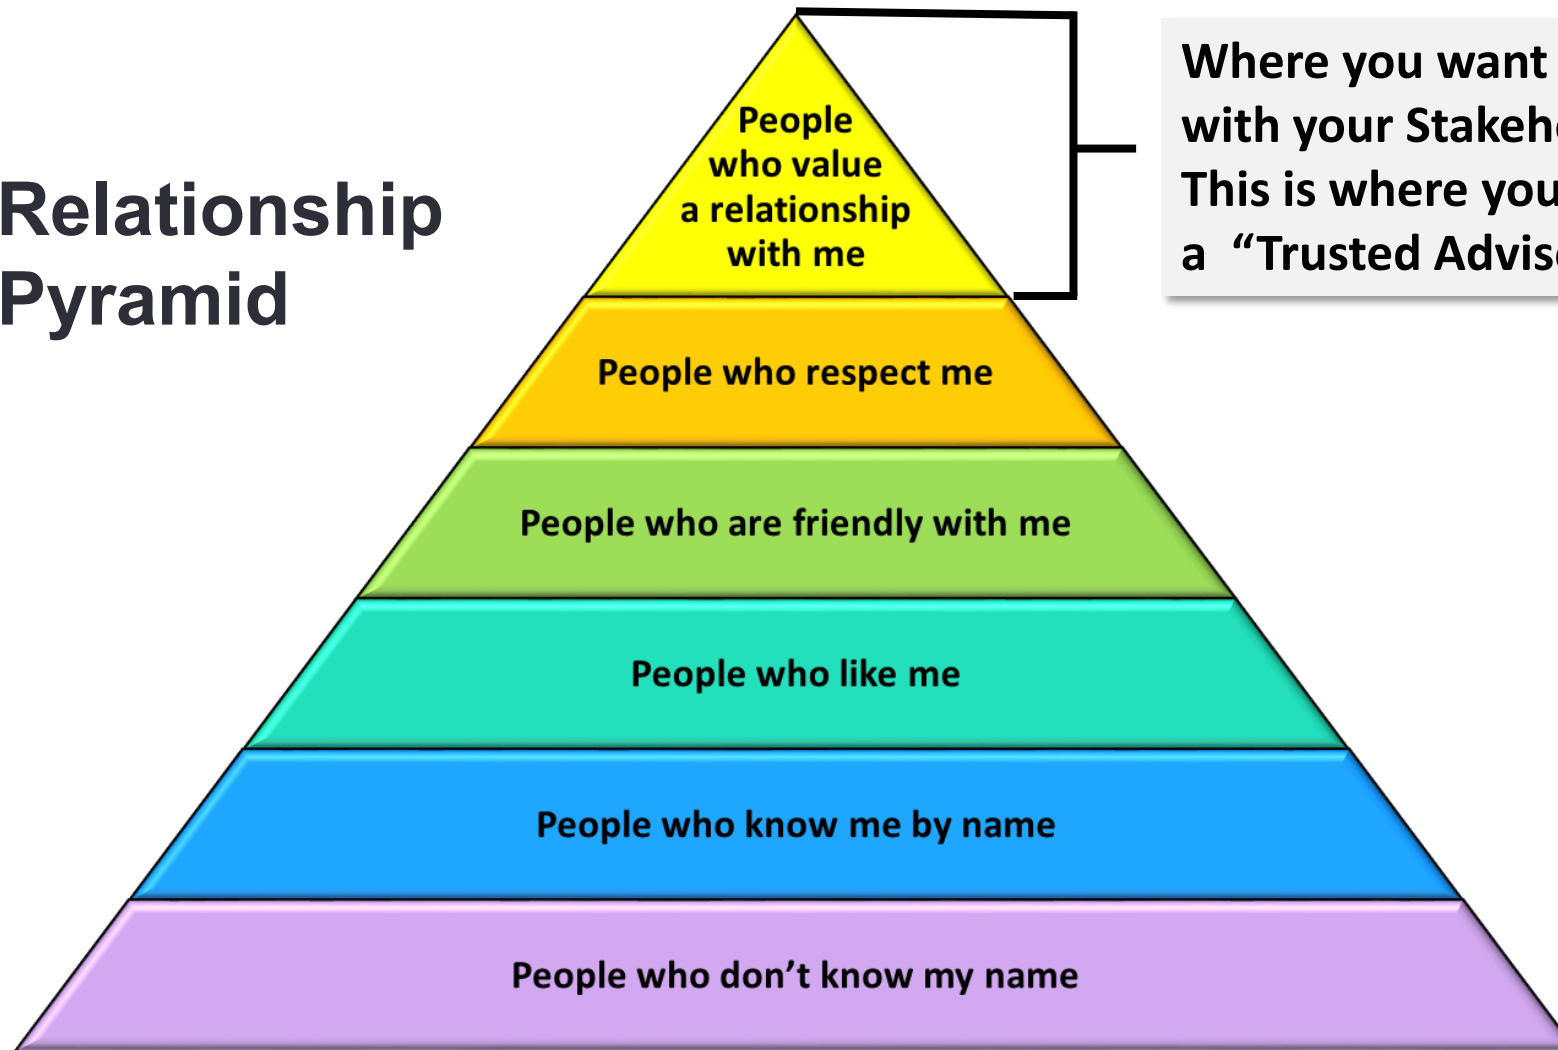 Relationship
Pyramid
People
who value
a relationship
with me
People who respect me
People who are friendly with me
People who like me
People who know me by name
People who don’t know my name
Where you want
with your
This is where you
a “Trusted